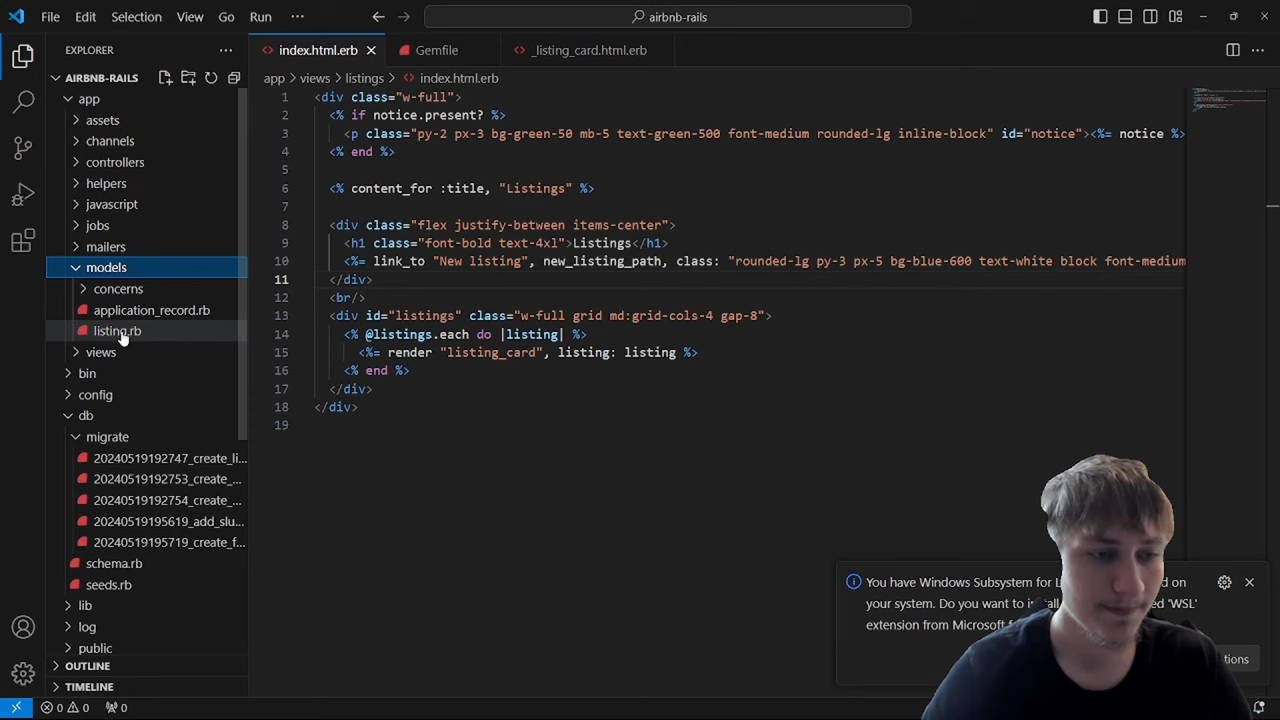 File Edit Selection View Go Run ···
airbnb-rails
EXPLORER ···
index.html.erb
Gemfile
_listing_card.html.erb
AIRBNB-RAILS
app > views > listings > index.html.erb
app
assets
channels
controllers
helpers
javascript
jobs
mailers
models
concerns
application_record.rb
listing.rb
views
bin
config
db
migrate
20240519192747_create_li...
20240519192753_create_...
20240519192754_create_...
20240519195619_add_slu...
20240519195719_create_f...
schema.rb
seeds.rb
lib
log
public
OUTLINE
TIMELINE
0 0 0
1 <div class="w-full">
2 <% if notice.present? %>
3 <p class="py-2 px-3 bg-green-50 mb-5 text-green-500 font-medium rounded-lg inline-block" id="notice"><%= notice %>
4 <% end %>
5
6 <% content_for :title, "Listings" %>
7
8 <div class="flex justify-between items-center">
9 <h1 class="font-bold text-4xl">Listings</h1>
10 <%= link_to "New listing", new_listing_path, class: "rounded-lg py-3 px-5 bg-blue-600 text-white block font-medium
11 </div>
12 <br/>
13 <div id="listings" class="w-full grid md:grid-cols-4 gap-8">
14 <% @listings.each do |listing| %>
15 <%= render "listing_card", listing: listing %>
16 <% end %>
17 </div>
18 </div>
19
You have Windows Subsystem for on
your system. Do you want to 'WSL'
extension from Microsoft